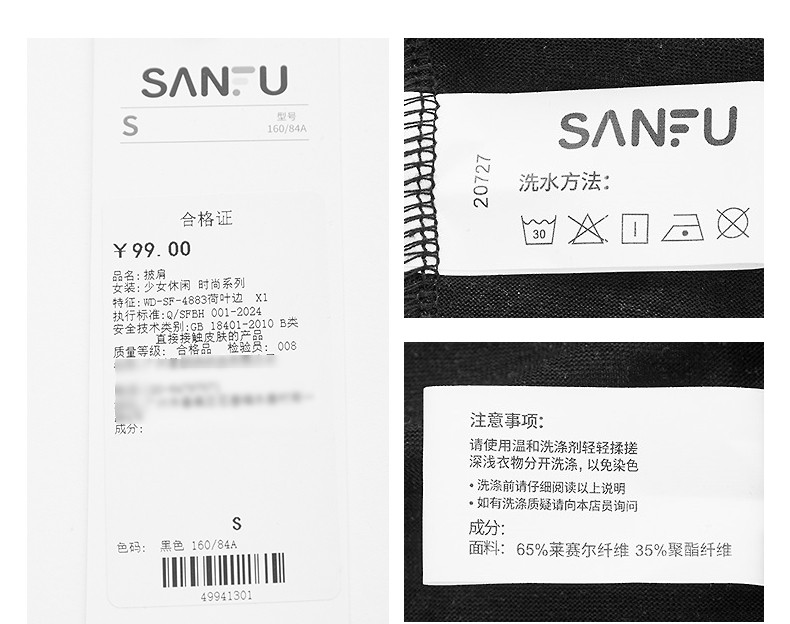 SANFU
S
型号
160/84A
合格证
￥99.00
品名:披肩
女装:少女休闲 时尚系列
特征:WD-SF-4883荷叶边 X1
执行标准:Q/SFBH 001-2024
安全技术类别:GB 18401-2010 B类
直接接触皮肤的产品
质量等级: 合格品 检验员: 008
成分:
S
色码: 黑色 160/84A
49941301
SANFU
20727
洗水方法:
30
注意事项:
请使用温和洗涤剂轻轻揉搓
深浅衣物分开洗涤,以免染色
•洗涤前请仔细阅读以上说明
•如有洗涤质疑请向本店员询问
成分:
面料: 65%莱赛尔纤维 35%聚酯纤维